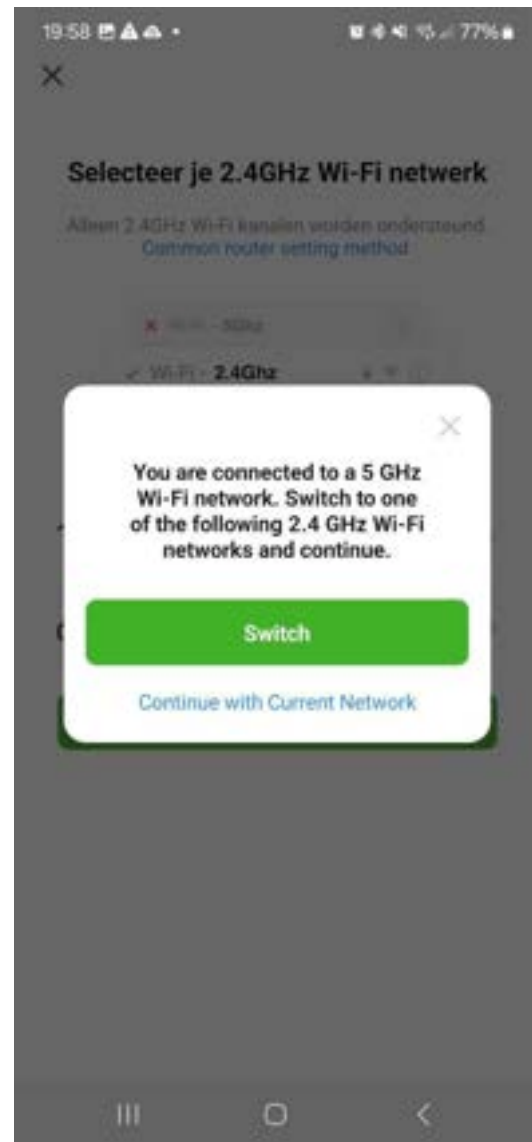 19:58
77%
Selecteer je 2.4GHz Wi-Fi netwerk
Alleen 2.4GHz Wi-Fi kanalen worden ondersteund.
Common router setting method
Wi-Fi - 5Ghz
Wi-Fi - 2.4Ghz
You are connected to a 5 GHz
Wi-Fi network. Switch to one
of the following 2.4 GHz Wi-Fi
networks and continue.
Switch
Continue with Current Network